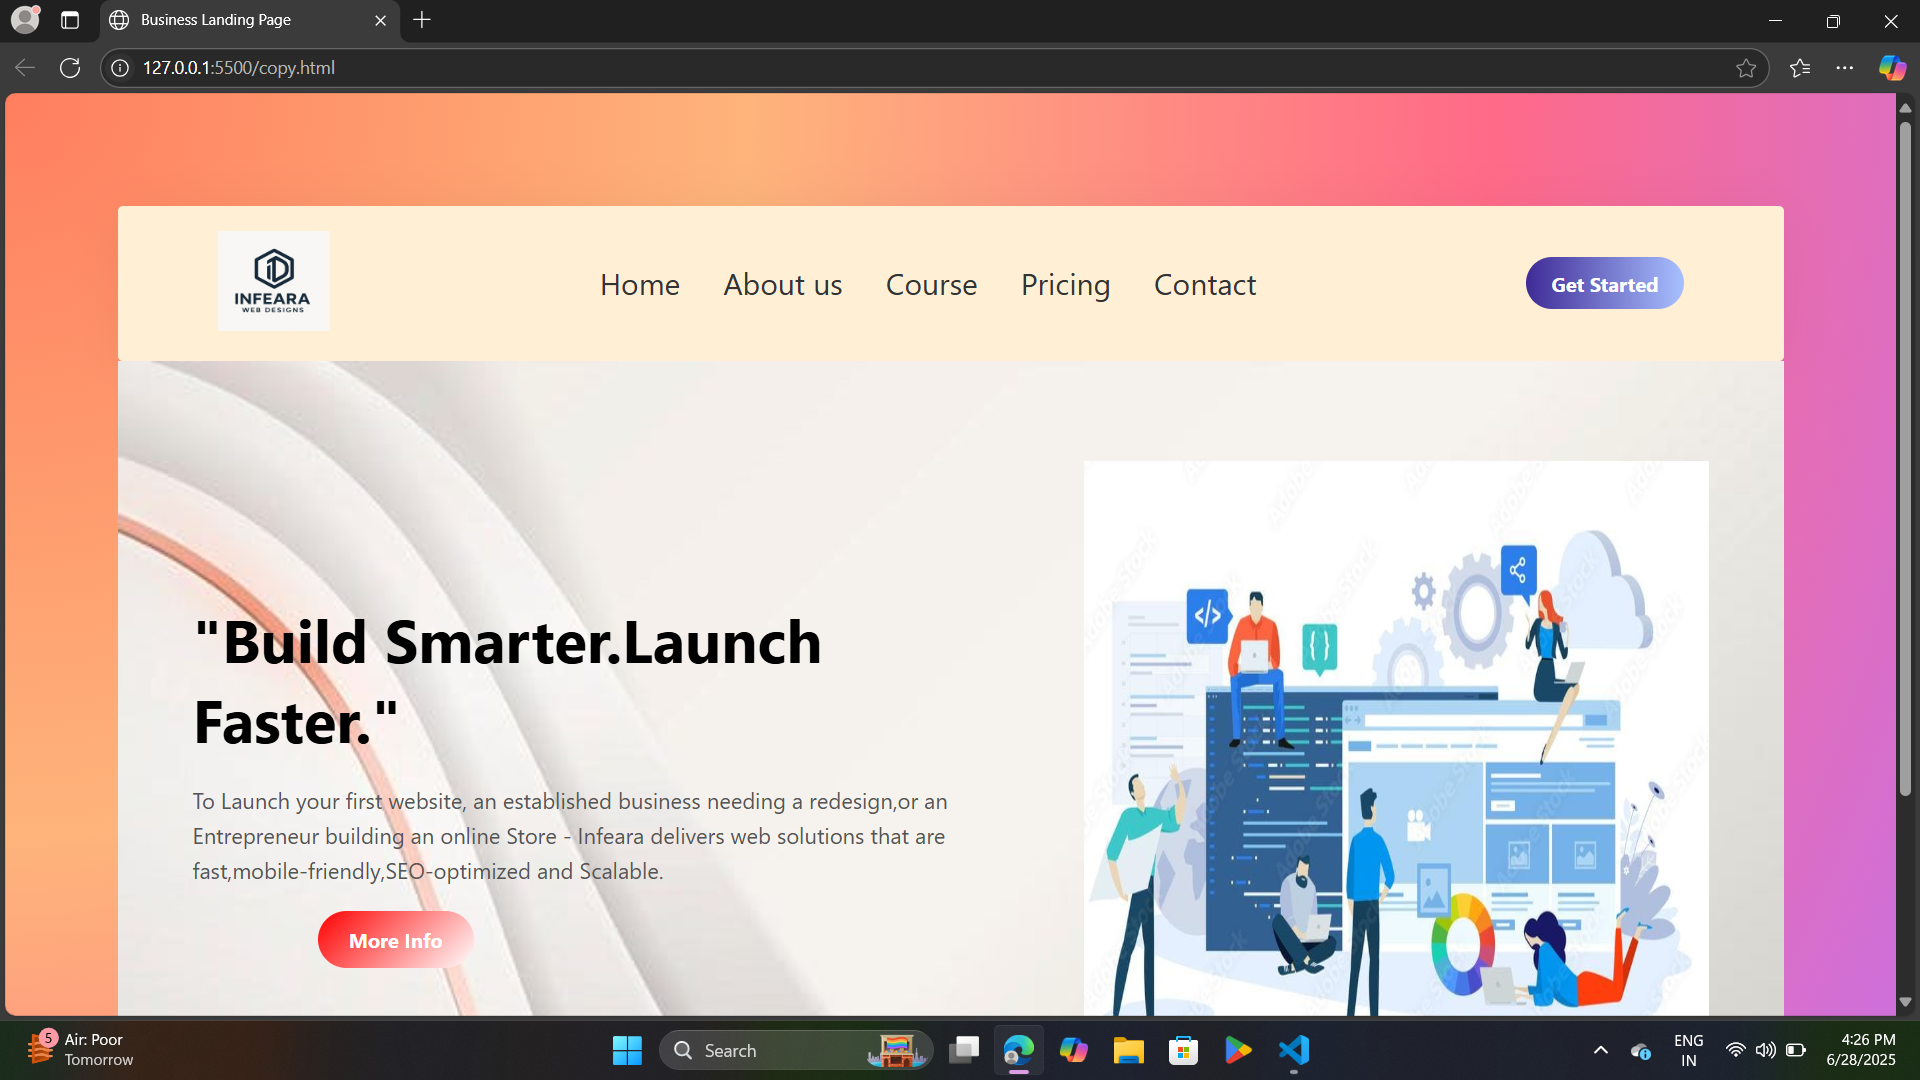 Business Landing Page
127.0.0.1:5500/copy.html
INFEARA
WEB DESIGNS
Home
About us
Course
Pricing
Contact
Get Started
"Build Smarter.Launch
Faster."
To Launch your first website, an established business needing a redesign,or an
Entrepreneur building an online Store - Infeara delivers web solutions that are
fast,mobile-friendly,SEO-optimized and Scalable.
More Info
</>
{ }
Adobe Stock
5
Air: Poor
Tomorrow
Search
ENG
IN
4:26 PM
6/28/2025